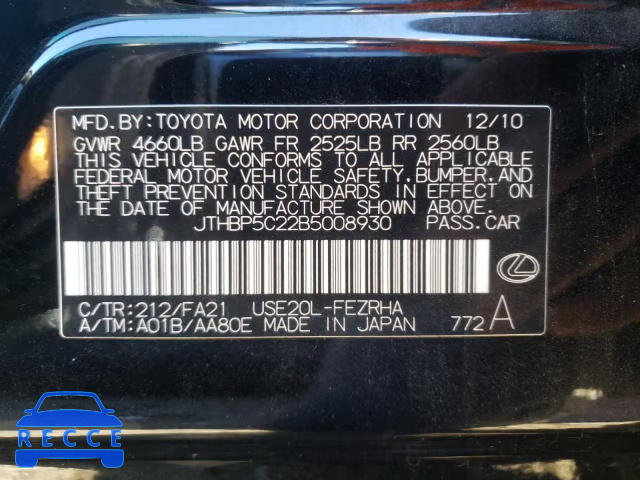 MFD. BY: TOYOTA MOTOR CORPORATION 12/10
GVWR 4660LB GAWR FR 2525LB RR 2560LB
THIS VEHICLE CONFORMS TO ALL APPLICABLE
FEDERAL MOTOR VEHICLE SAFETY, BUMPER, AND
THEFT PREVENTION STANDARDS IN EFFECT ON
THE DATE OF MANUFACTURE SHOWN ABOVE.
JTHBP5C22B5008930 PASS. CAR
C/TR: 212/FA21 USE20L-FEZRHA
A/TM: A01B/AA80E MADE IN JAPAN 772 A
RECCE